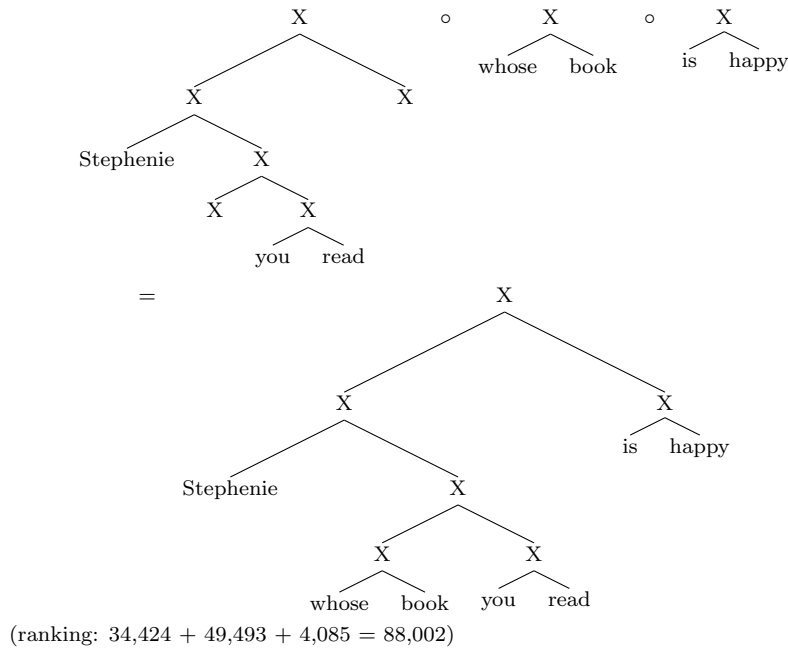 X ∘ X ∘ X
whose book is happy
X X
Stephenie X
X X
you read
= X
X X
is happy
Stephenie X
X X
whose book you read
(ranking: 34,424 + 49,493 + 4,085 = 88,002)